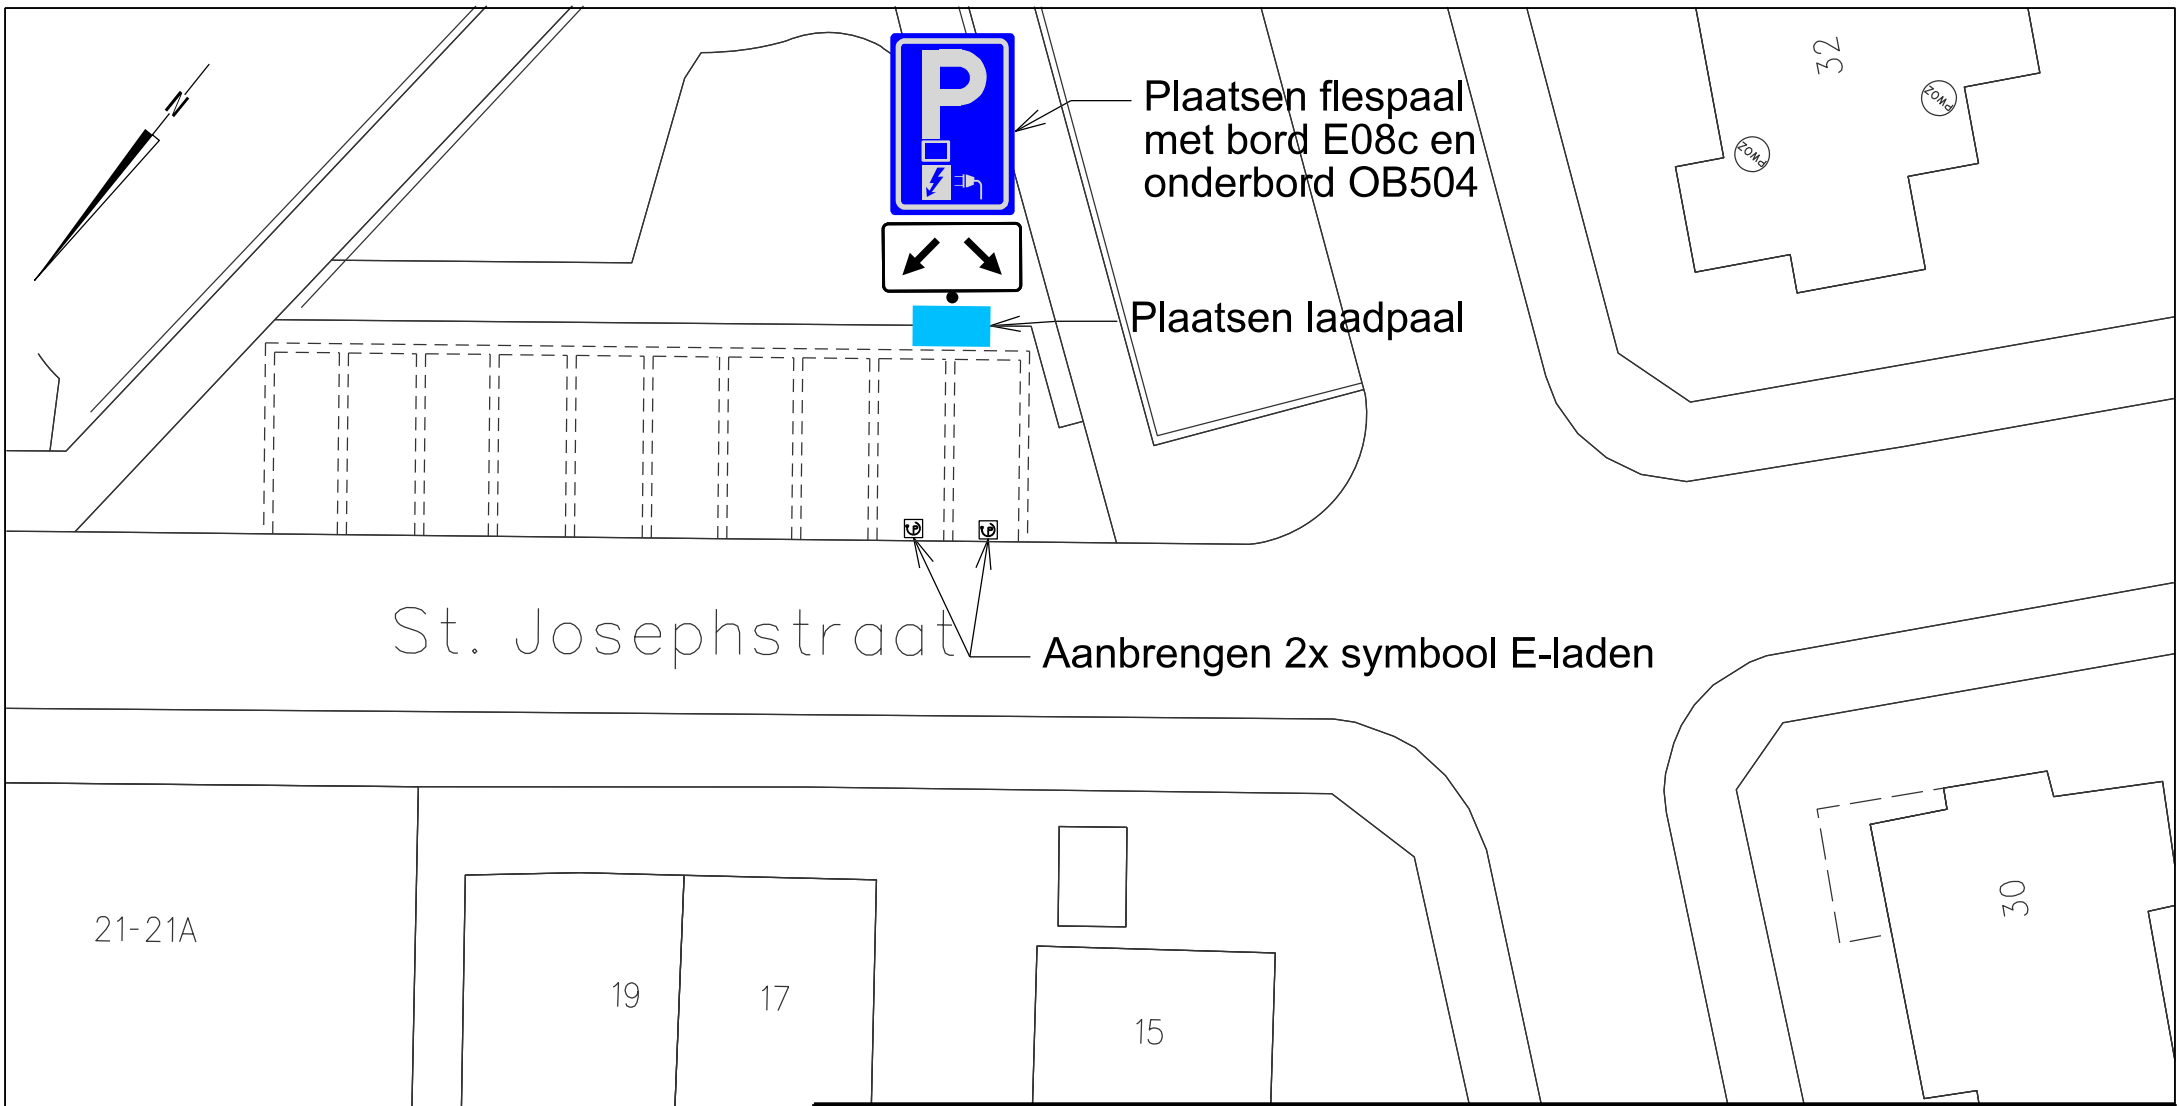 N
P
Plaatsen flespaal
met bord E08c en
onderbord OB504
32
PWOZ
PWOZ
Plaatsen laadpaal
P
P
St. Josephstraat
Aanbrengen 2x symbool E-laden
21-21A
19
17
15
30